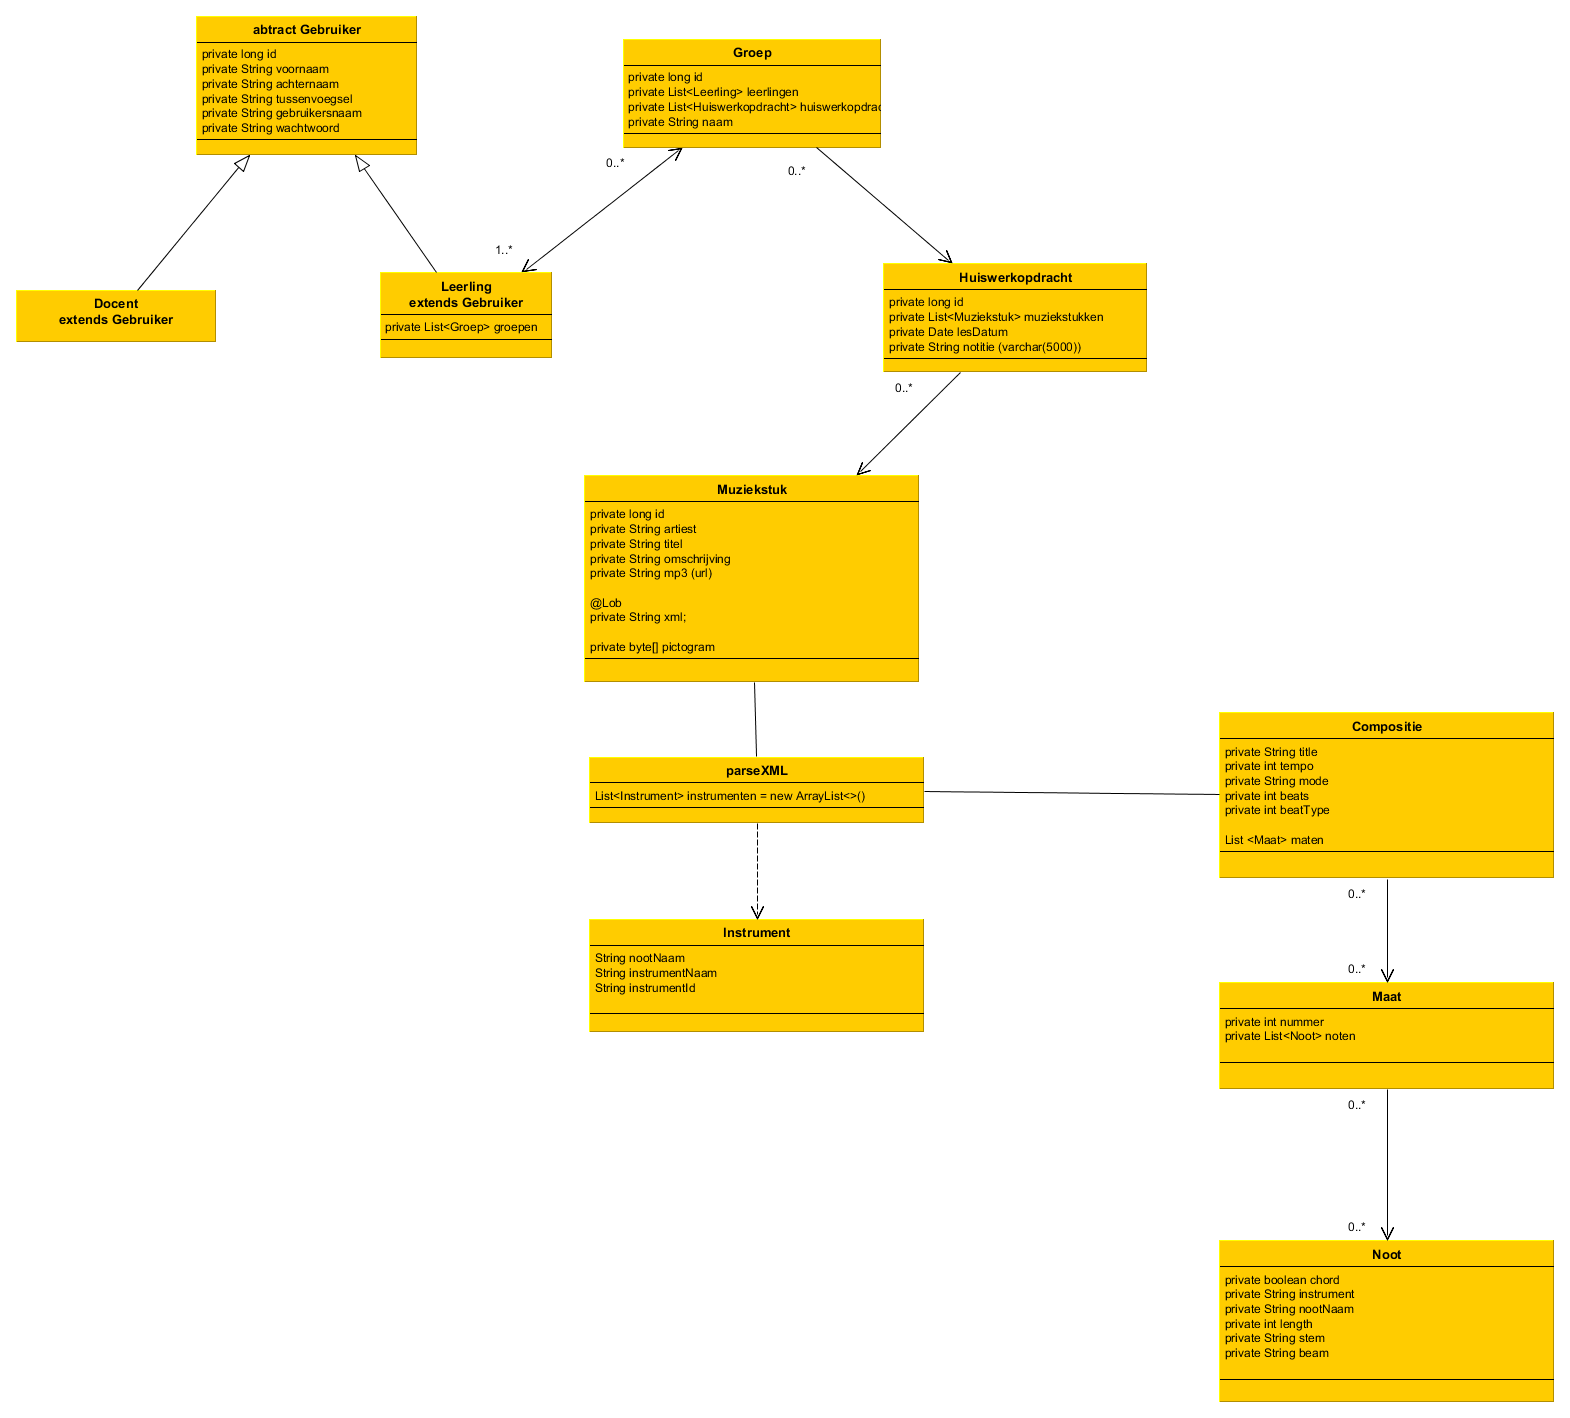 abtract Gebruiker
private long id
private String voornaam
private String achternaam
private String tussenvoegsel
private String gebruikersnaam
private String wachtwoord
Groep
private long id
private List<Leerling> leerlingen
private List<Huiswerkopdracht> huiswerkopdrac
private String naam
0..*
0..*
1..*
Docent
extends Gebruiker
Leerling
extends Gebruiker
private List<Groep> groepen
Huiswerkopdracht
private long id
private List<Muziekstuk> muziekstukken
private Date lesDatum
private String notitie (varchar(5000))
0..*
Muziekstuk
private long id
private String artiest
private String titel
private String omschrijving
private String mp3 (url)
@Lob
private String xml;
private byte[] pictogram
parseXML
List<Instrument> instrumenten = new ArrayList<>()
Compositie
private String title
private int tempo
private String mode
private int beats
private int beatType
List <Maat> maten
0..*
Instrument
String nootNaam
String instrumentNaam
String instrumentId
0..*
Maat
private int nummer
private List<Noot> noten
0..*
0..*
Noot
private boolean chord
private String instrument
private String nootNaam
private int length
private String stem
private String beam